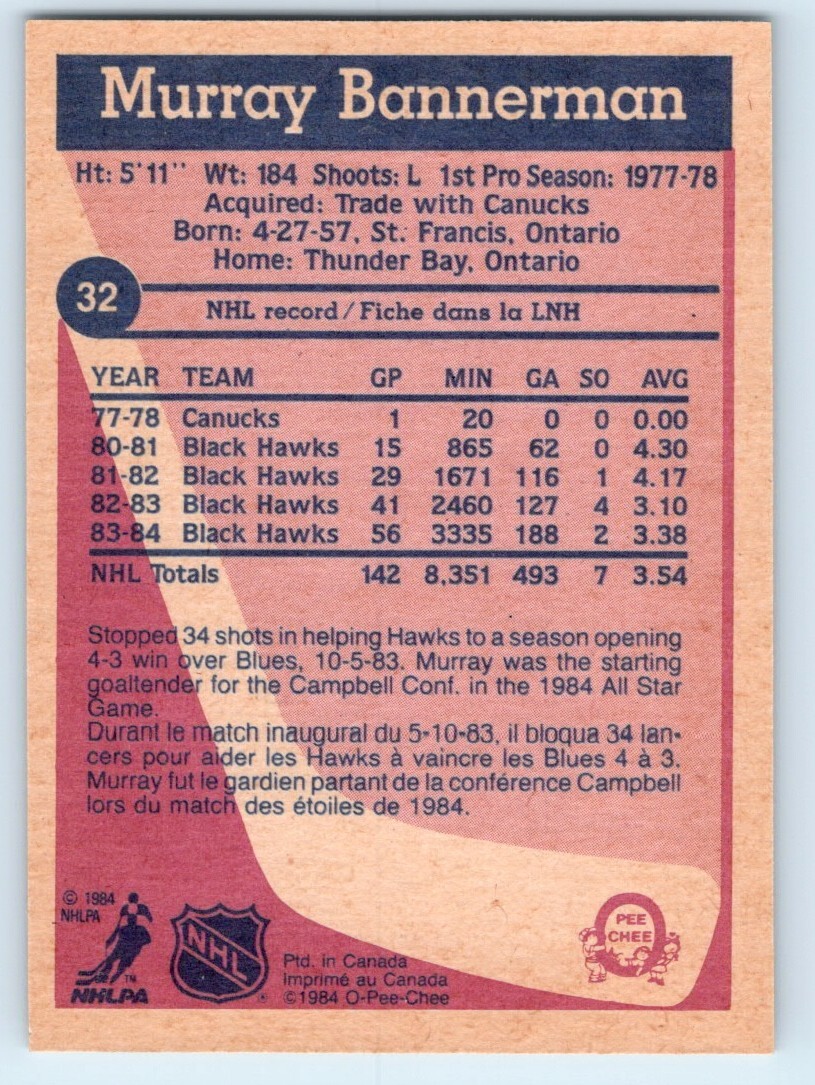 Murray Bannerman
Ht: 5'11" Wt: 184 Shoots: L 1st Pro Season: 1977-78
Acquired: Trade with Canucks
Born: 4-27-57, St. Francis, Ontario
Home: Thunder Bay, Ontario
32
NHL record/Fiche dans la LNH
YEAR TEAM GP MIN GA SO AVG
77-78 Canucks 1 20 0 0 0.00
80-81 Black Hawks 15 865 62 0 4.30
81-82 Black Hawks 29 1671 116 1 4.17
82-83 Black Hawks 41 2460 127 4 3.10
83-84 Black Hawks 56 3335 188 2 3.38
NHL Totals 142 8,351 493 7 3.54
Stopped 34 shots in helping Hawks to a season opening
4-3 win over Blues, 10-5-83. Murray was the starting
goaltender for the Campbell Conf. in the 1984 All Star
Game.
Durant le match inaugural du 5-10-83, il bloqua 34 lan-
cers pour aider les Hawks à vaincre les Blues 4 à 3.
Murray fut le gardien partant de la conférence Campbell
lors du match des étoiles de 1984.
© 1984
NHLPA
TM
NHLPA
NHL
®
Ptd. in Canada
Imprimé au Canada
©1984 O-Pee-Chee
PEE
CHEE